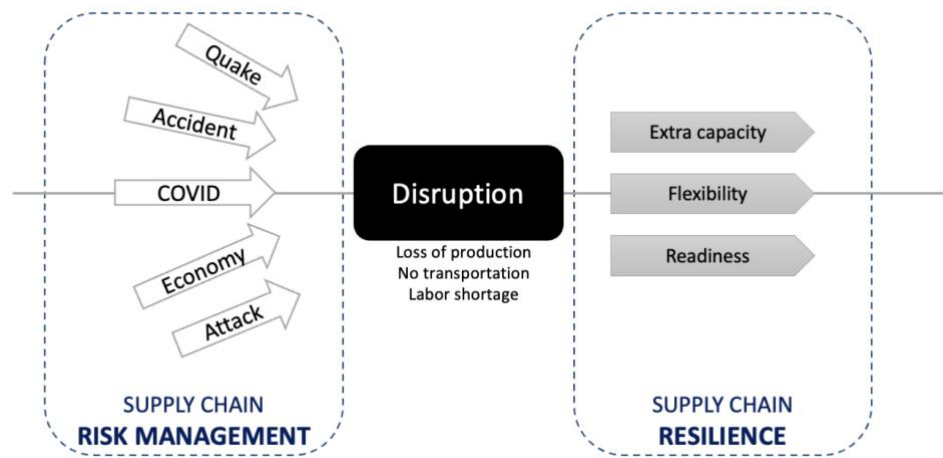 Quake
Accident
COVID
Economy
Attack
SUPPLY CHAIN
RISK MANAGEMENT
Disruption
Loss of production
No transportation
Labor shortage
Extra capacity
Flexibility
Readiness
SUPPLY CHAIN
RESILIENCE